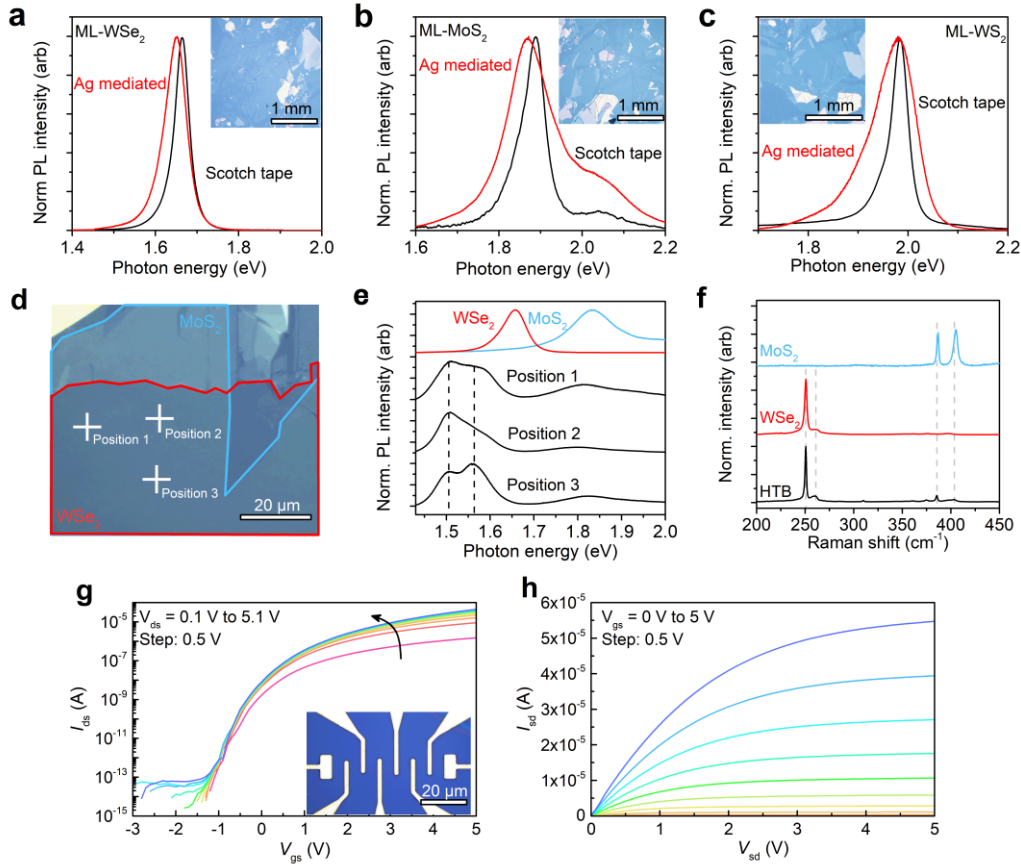 a
ML-WSe₂
Ag mediated
Scotch tape
1 mm
Norm PL intensity (arb)
1.4 1.6 1.8 2.0
Photon energy (eV)
b
ML-MoS₂
Ag mediated
Scotch tape
1 mm
Norm. PL intensity (arb)
1.6 1.8 2.0 2.2
Photon energy (eV)
c
ML-WS₂
Scotch tape
Ag mediated
1 mm
Norm. PL intensity (arb)
1.8 2.0 2.2
Photon energy (eV)
d
MoS₂
Position 1
Position 2
Position 3
WSe₂
20 μm
e
WSe₂ MoS₂
Position 1
Position 2
Position 3
Norm. PL intensity (arb)
1.5 1.6 1.7 1.8 1.9 2.0
Photon energy (eV)
f
MoS₂
WSe₂
HTB
Norm. intensity (arb)
200 250 300 350 400 450
Raman shift (cm⁻¹)
g
V_ds = 0.1 V to 5.1 V
Step: 0.5 V
I_ds (A)
10⁻⁵
10⁻⁷
10⁻⁹
10⁻¹¹
10⁻¹³
10⁻¹⁵
20 μm
-3 -2 -1 0 1 2 3 4 5
V_gs (V)
h
V_gs = 0 V to 5 V
Step: 0.5 V
I_sd (A)
6x10⁻⁵
5x10⁻⁵
4x10⁻⁵
3x10⁻⁵
2x10⁻⁵
1x10⁻⁵
0
0 1 2 3 4 5
V_sd (V)